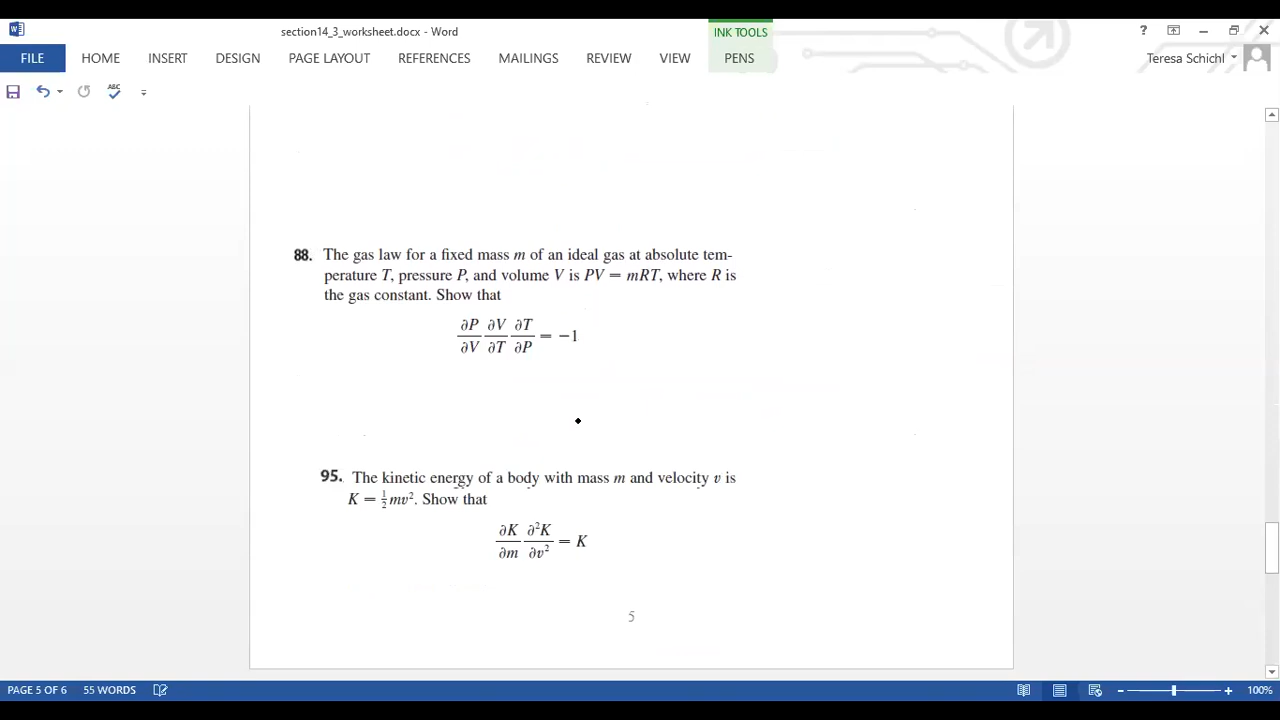 section14_3_worksheet.docx - Word
INK TOOLS
?
FILE HOME INSERT DESIGN PAGE LAYOUT REFERENCES MAILINGS REVIEW VIEW PENS Teresa Schichl
ABC
88. The gas law for a fixed mass m of an ideal gas at absolute tem-
perature T, pressure P, and volume V is PV = mRT, where R is
the gas constant. Show that
∂P/∂V ∂V/∂T ∂T/∂P = −1
95. The kinetic energy of a body with mass m and velocity v is
K = ½mv². Show that
∂K/∂m ∂²K/∂v² = K
5
PAGE 5 OF 6 55 WORDS 100%